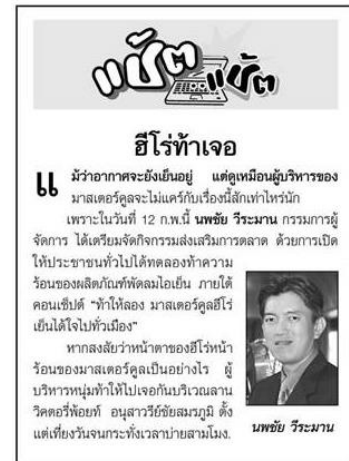 แช๊ตแช๊ต
ฮีโร่ท้าเจอ
แม้ว่าอากาศจะยังเย็นอยู่ แต่ดูเหมือนผู้บริหารของ
มาสเตอร์คูลจะไม่แคร์กับเรื่องนี้สักเท่าไหร่นัก
เพราะในวันที่ 12 ก.พ.นี้ นพชัย วีระมาน กรรมการผู้
จัดการ ได้เตรียมจัดกิจกรรมส่งเสริมการตลาด ด้วยการเปิด
ให้ประชาชนทั่วไปได้ทดลองท้าความ
ร้อนของผลิตภัณฑ์พัดลมไอเย็น ภายใต้
คอนเซ็ปต์ "ท้าให้ลอง มาสเตอร์คูลฮีโร่
เย็นได้ใจไปทั่วเมือง"
หากสงสัยว่าหน้าตาของฮีโร่หน้า
ร้อนของมาสเตอร์คูลเป็นอย่างไร ผู้
บริหารหนุ่มท้าให้ไปเจอกันบริเวณลาน
วิคตอรี่พ้อยท์ อนุสาวรีย์ชัยสมรภูมิ ตั้ง
แต่เที่ยงวันจนกระทั่งเวลาบ่ายสามโมง.
นพชัย วีระมาน